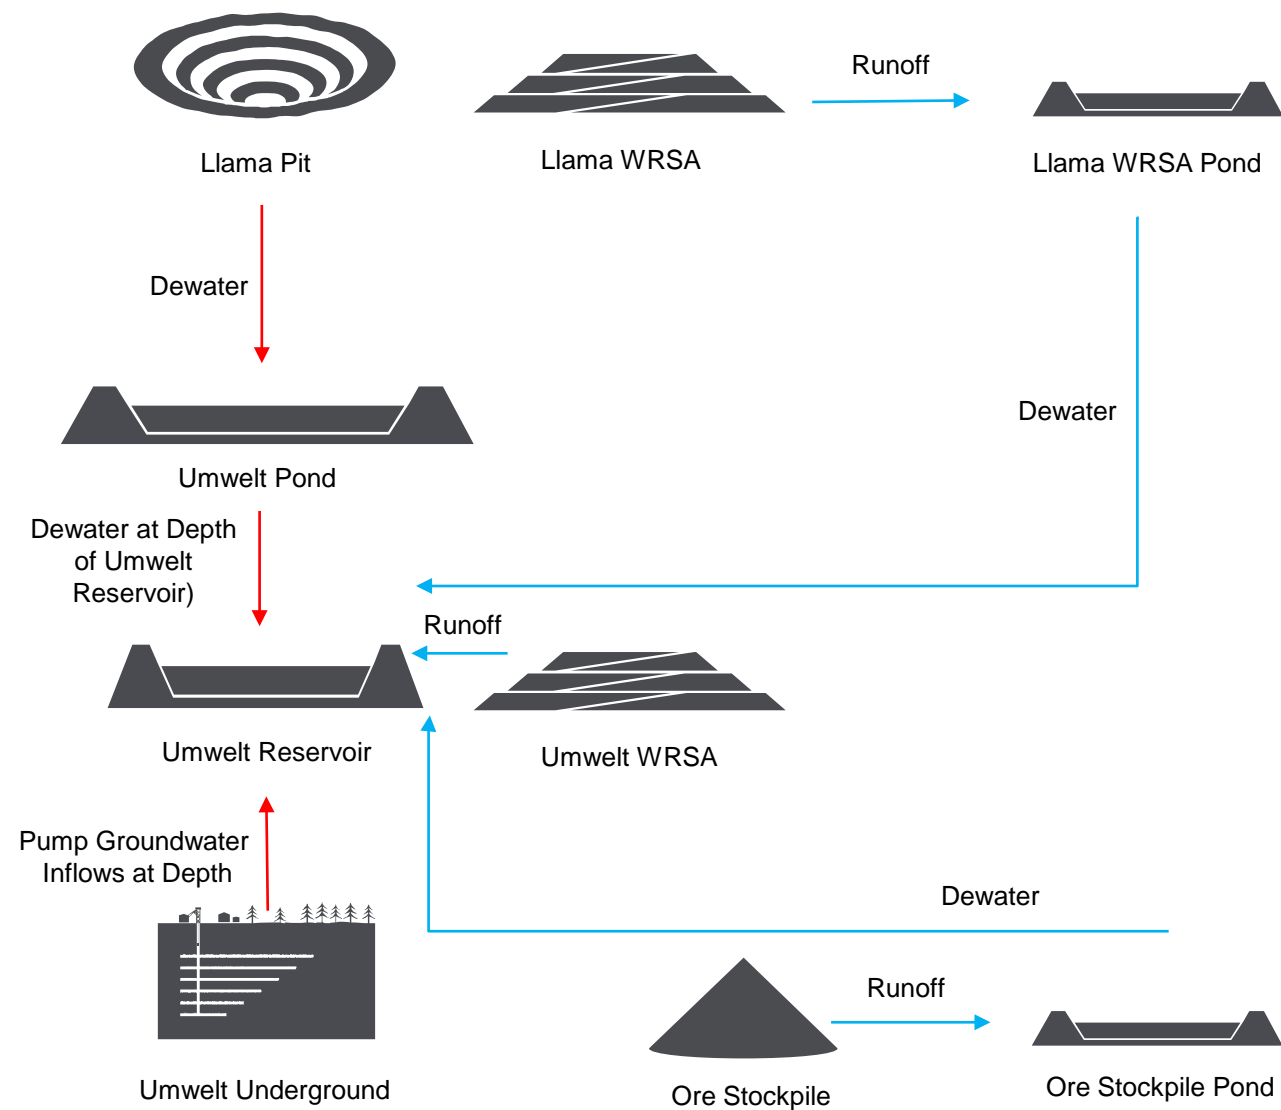 Runoff
Llama Pit
Llama WRSA
Llama WRSA Pond
Dewater
Dewater
Umwelt Pond
Dewater at Depth
of Umwelt
Reservoir)
Runoff
Umwelt Reservoir
Umwelt WRSA
Pump Groundwater
Inflows at Depth
Dewater
Runoff
Umwelt Underground
Ore Stockpile
Ore Stockpile Pond